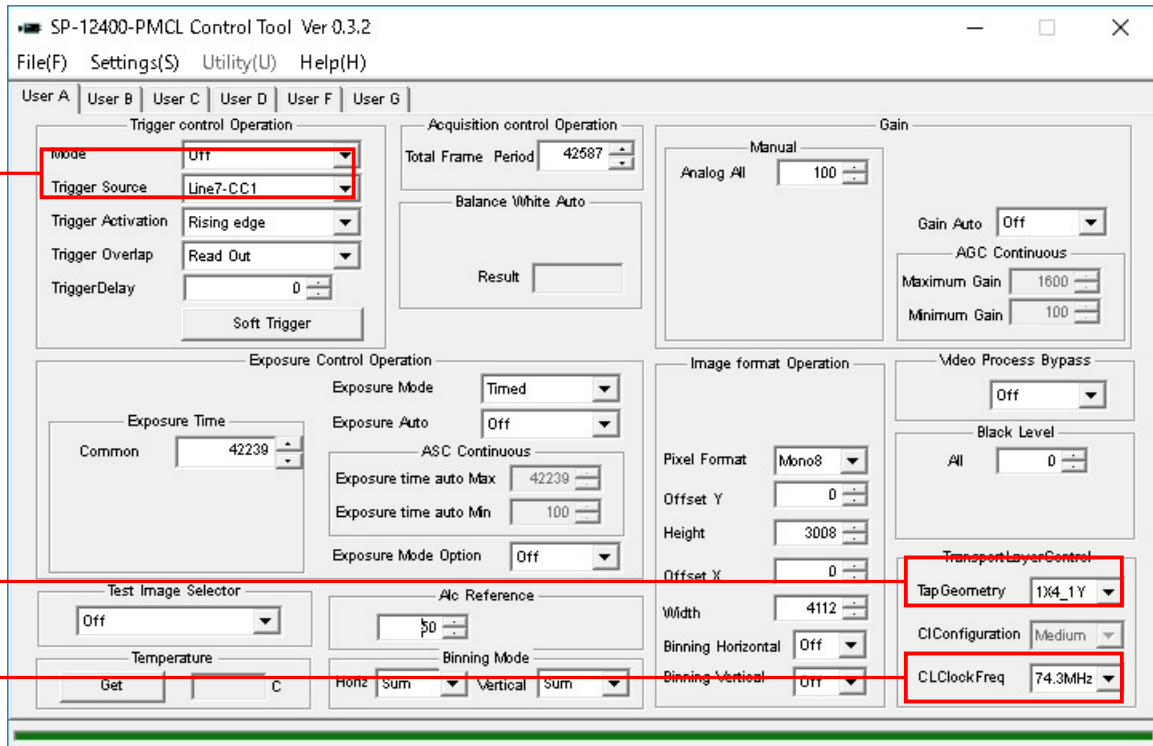 SP-12400-PMCL Control Tool Ver 0.3.2
File(F) Settings(S) Utility(U) Help(H)
User A User B User C User D User F User G
Trigger control Operation
Mode Off
Trigger Source Line7-CC1
Trigger Activation Rising edge
Trigger Overlap Read Out
TriggerDelay 0
Soft Trigger
Acquisition control Operation
Total Frame Period 42587
Balance White Auto
Result
Gain
Manual
Analog All 100
Gain Auto Off
AGC Continuous
Maximum Gain 1600
Minimum Gain 100
Exposure Control Operation
Exposure Mode Timed
Exposure Time
Common 42239
Exposure Auto Off
ASC Continuous
Exposure time auto Max 42239
Exposure time auto Min 100
Exposure Mode Option Off
Image format Operation
Pixel Format Mono8
Offset Y 0
Height 3008
Offset X 0
Width 4112
Binning Horizontal Off
Binning Vertical Off
Video Process Bypass
Off
Black Level
All 0
TransportLayerControl
TapGeometry 1X4_1Y
ClConfiguration Medium
CLClockFreq 74.3MHz
Test Image Selector
Off
Alc Reference
50
Temperature
Get C
Binning Mode
Horiz Sum Vertical Sum